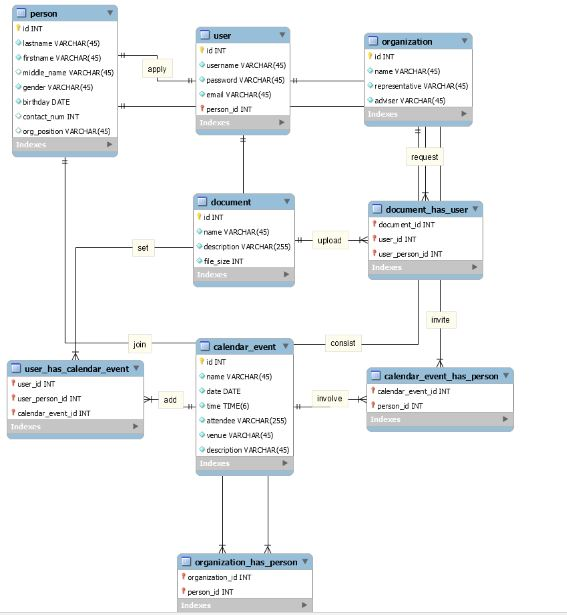 person
id INT
lastname VARCHAR(45)
firstname VARCHAR(45)
middle_name VARCHAR(45)
gender VARCHAR(45)
birthday DATE
contact_num INT
org_position VARCHAR(45)
Indexes
apply
user
id INT
username VARCHAR(45)
password VARCHAR(45)
email VARCHAR(45)
person_id INT
Indexes
organization
id INT
name VARCHAR(45)
representative VARCHAR(45)
adviser VARCHAR(45)
Indexes
request
document
id INT
name VARCHAR(45)
description VARCHAR(255)
file_size INT
Indexes
upload
document_has_user
document_id INT
user_id INT
user_person_id INT
Indexes
set
invite
join
consist
user_has_calendar_event
user_id INT
user_person_id INT
calendar_event_id INT
Indexes
add
calendar_event
id INT
name VARCHAR(45)
date DATE
time TIME(6)
attendee VARCHAR(255)
venue VARCHAR(45)
description VARCHAR(45)
Indexes
involve
calendar_event_has_person
calendar_event_id INT
person_id INT
Indexes
organization_has_person
organization_id INT
person_id INT
Indexes